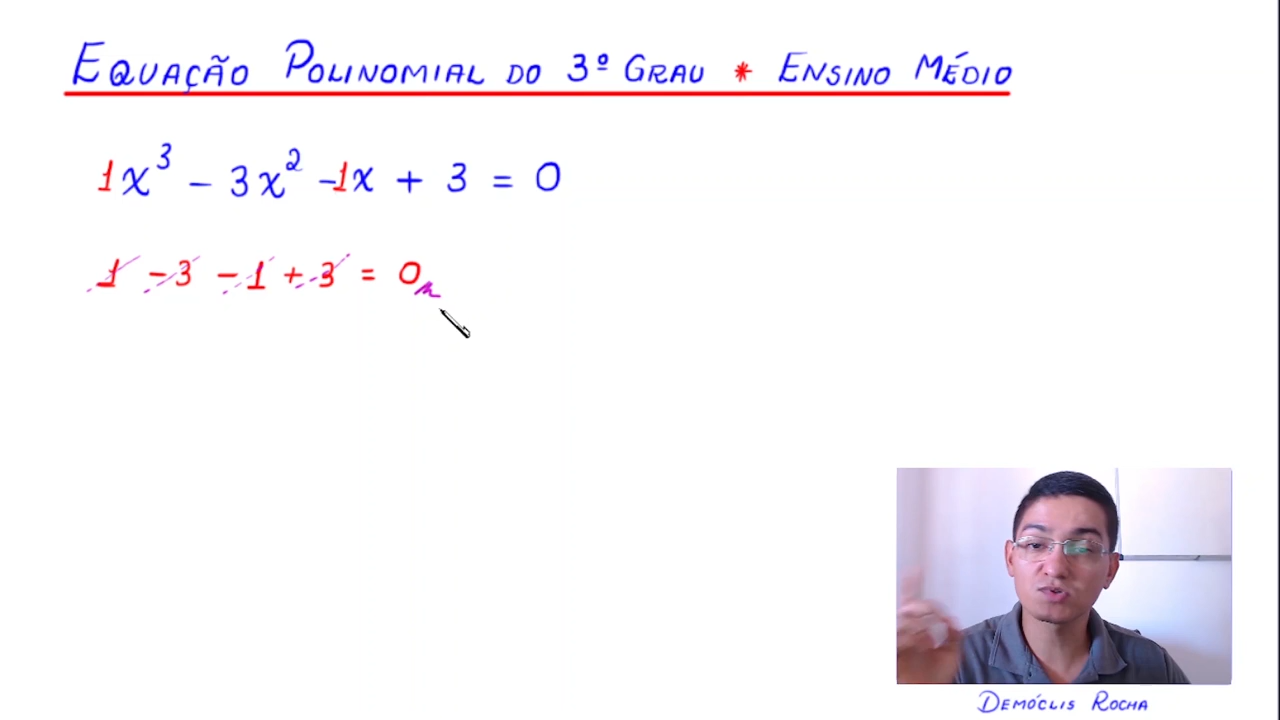 EQUAÇÃO POLINOMIAL DO 3º GRAU * ENSINO MÉDIO
1x³ - 3x² -1x + 3 = 0
1 - 3 - 1 + 3 = 0
DEMÓCLIS ROCHA